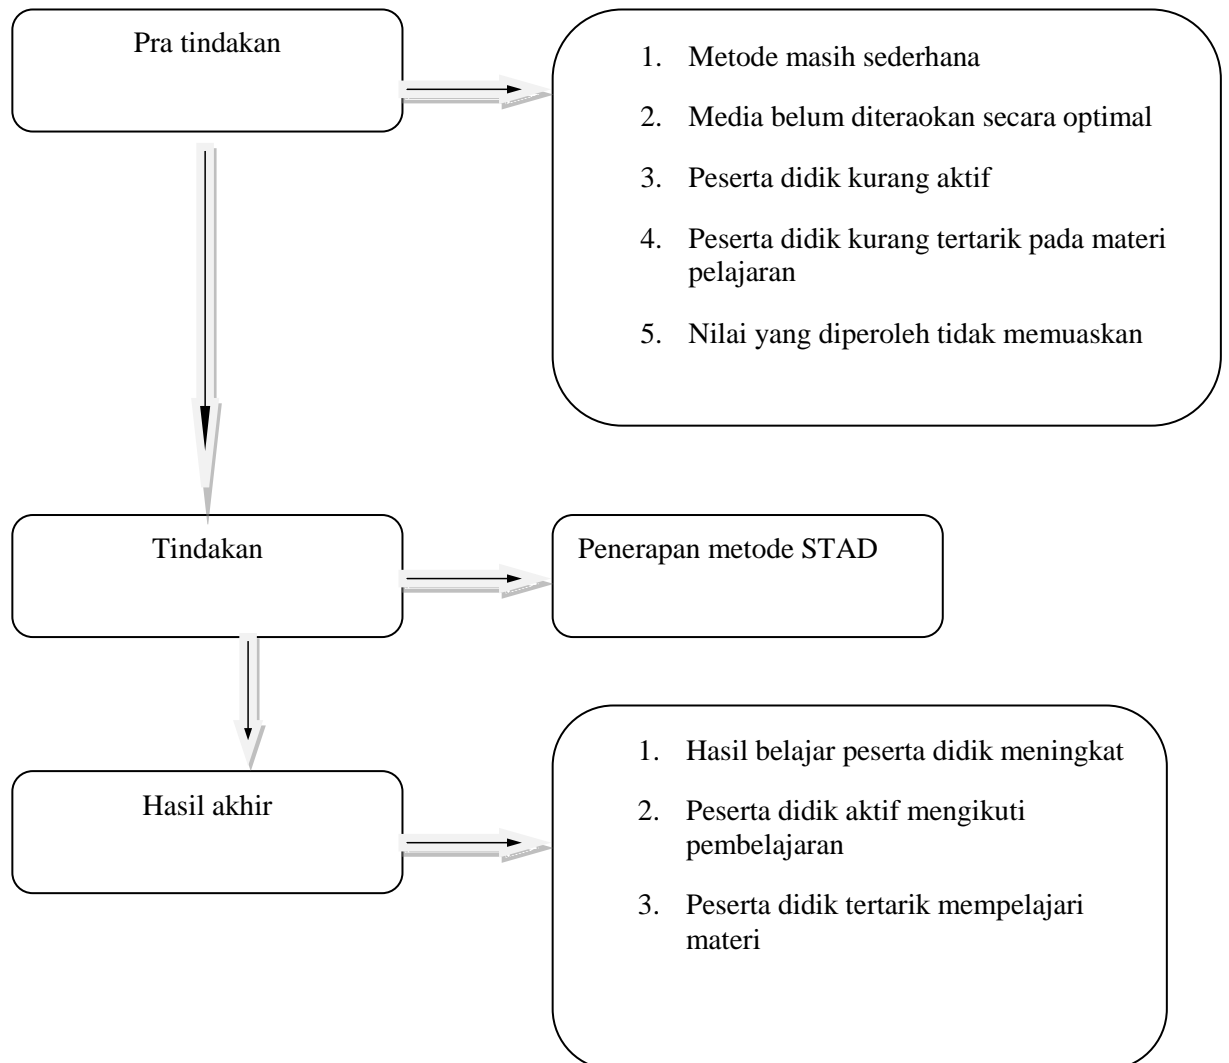 Pra tindakan
1. Metode masih sederhana
2. Media belum diteraokan secara optimal
3. Peserta didik kurang aktif
4. Peserta didik kurang tertarik pada materi
pelajaran
5. Nilai yang diperoleh tidak memuaskan
Tindakan
Penerapan metode STAD
Hasil akhir
1. Hasil belajar peserta didik meningkat
2. Peserta didik aktif mengikuti
pembelajaran
3. Peserta didik tertarik mempelajari
materi